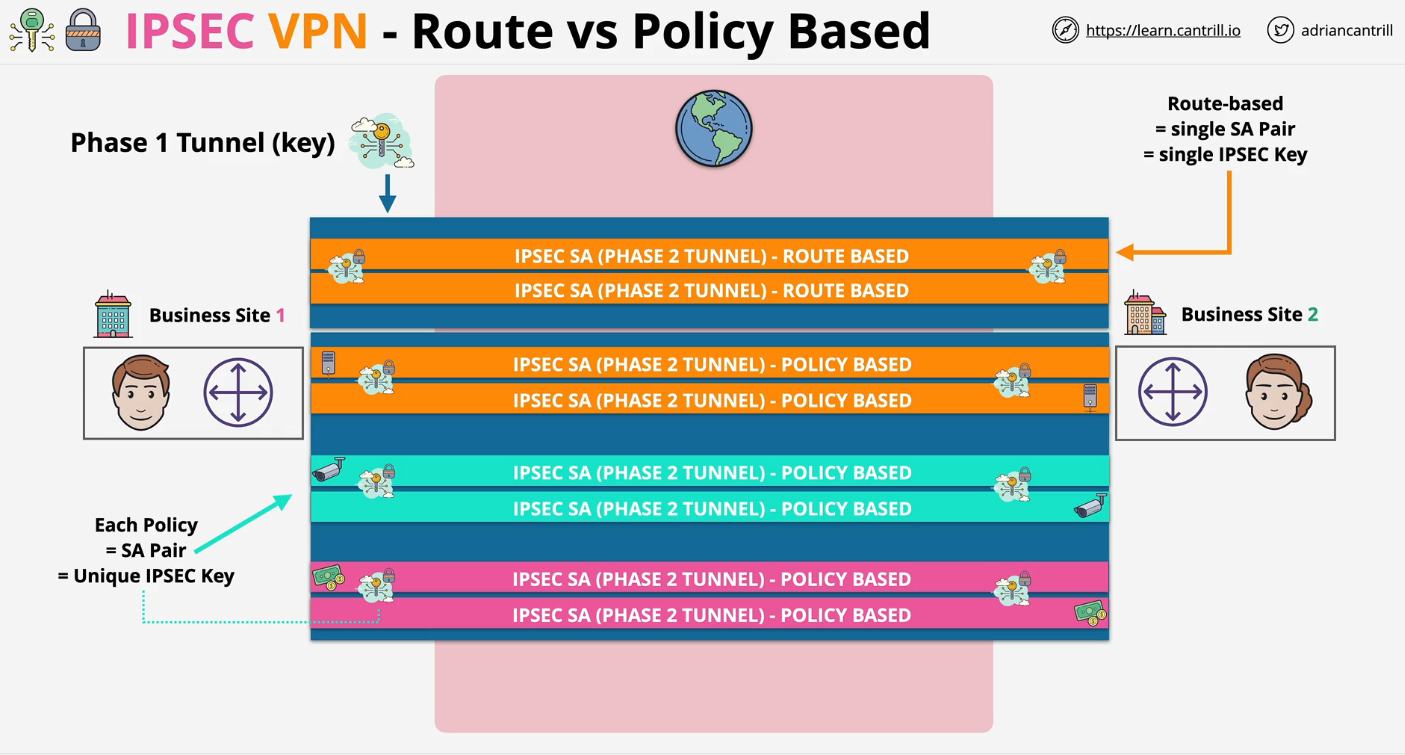 IPSEC VPN - Route vs Policy Based
https://learn.cantrill.io
adriancantrill
Phase 1 Tunnel (key)
Route-based
= single SA Pair
= single IPSEC Key
IPSEC SA (PHASE 2 TUNNEL) - ROUTE BASED
IPSEC SA (PHASE 2 TUNNEL) - ROUTE BASED
Business Site 1
Business Site 2
IPSEC SA (PHASE 2 TUNNEL) - POLICY BASED
IPSEC SA (PHASE 2 TUNNEL) - POLICY BASED
IPSEC SA (PHASE 2 TUNNEL) - POLICY BASED
IPSEC SA (PHASE 2 TUNNEL) - POLICY BASED
Each Policy
= SA Pair
= Unique IPSEC Key
IPSEC SA (PHASE 2 TUNNEL) - POLICY BASED
IPSEC SA (PHASE 2 TUNNEL) - POLICY BASED